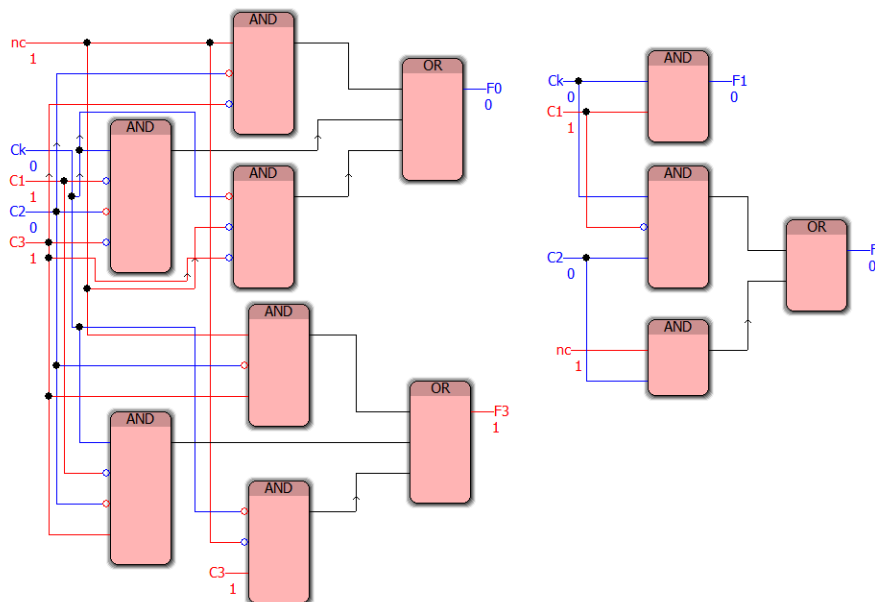 AND
nc
1
OR
F0
0
AND
Ck
0
C1
1
C2
0
C3
1
AND
AND
OR
F3
1
AND
AND
C3
1
AND
Ck
0
C1
1
F1
0
AND
C2
0
OR
F
0
AND
nc
1